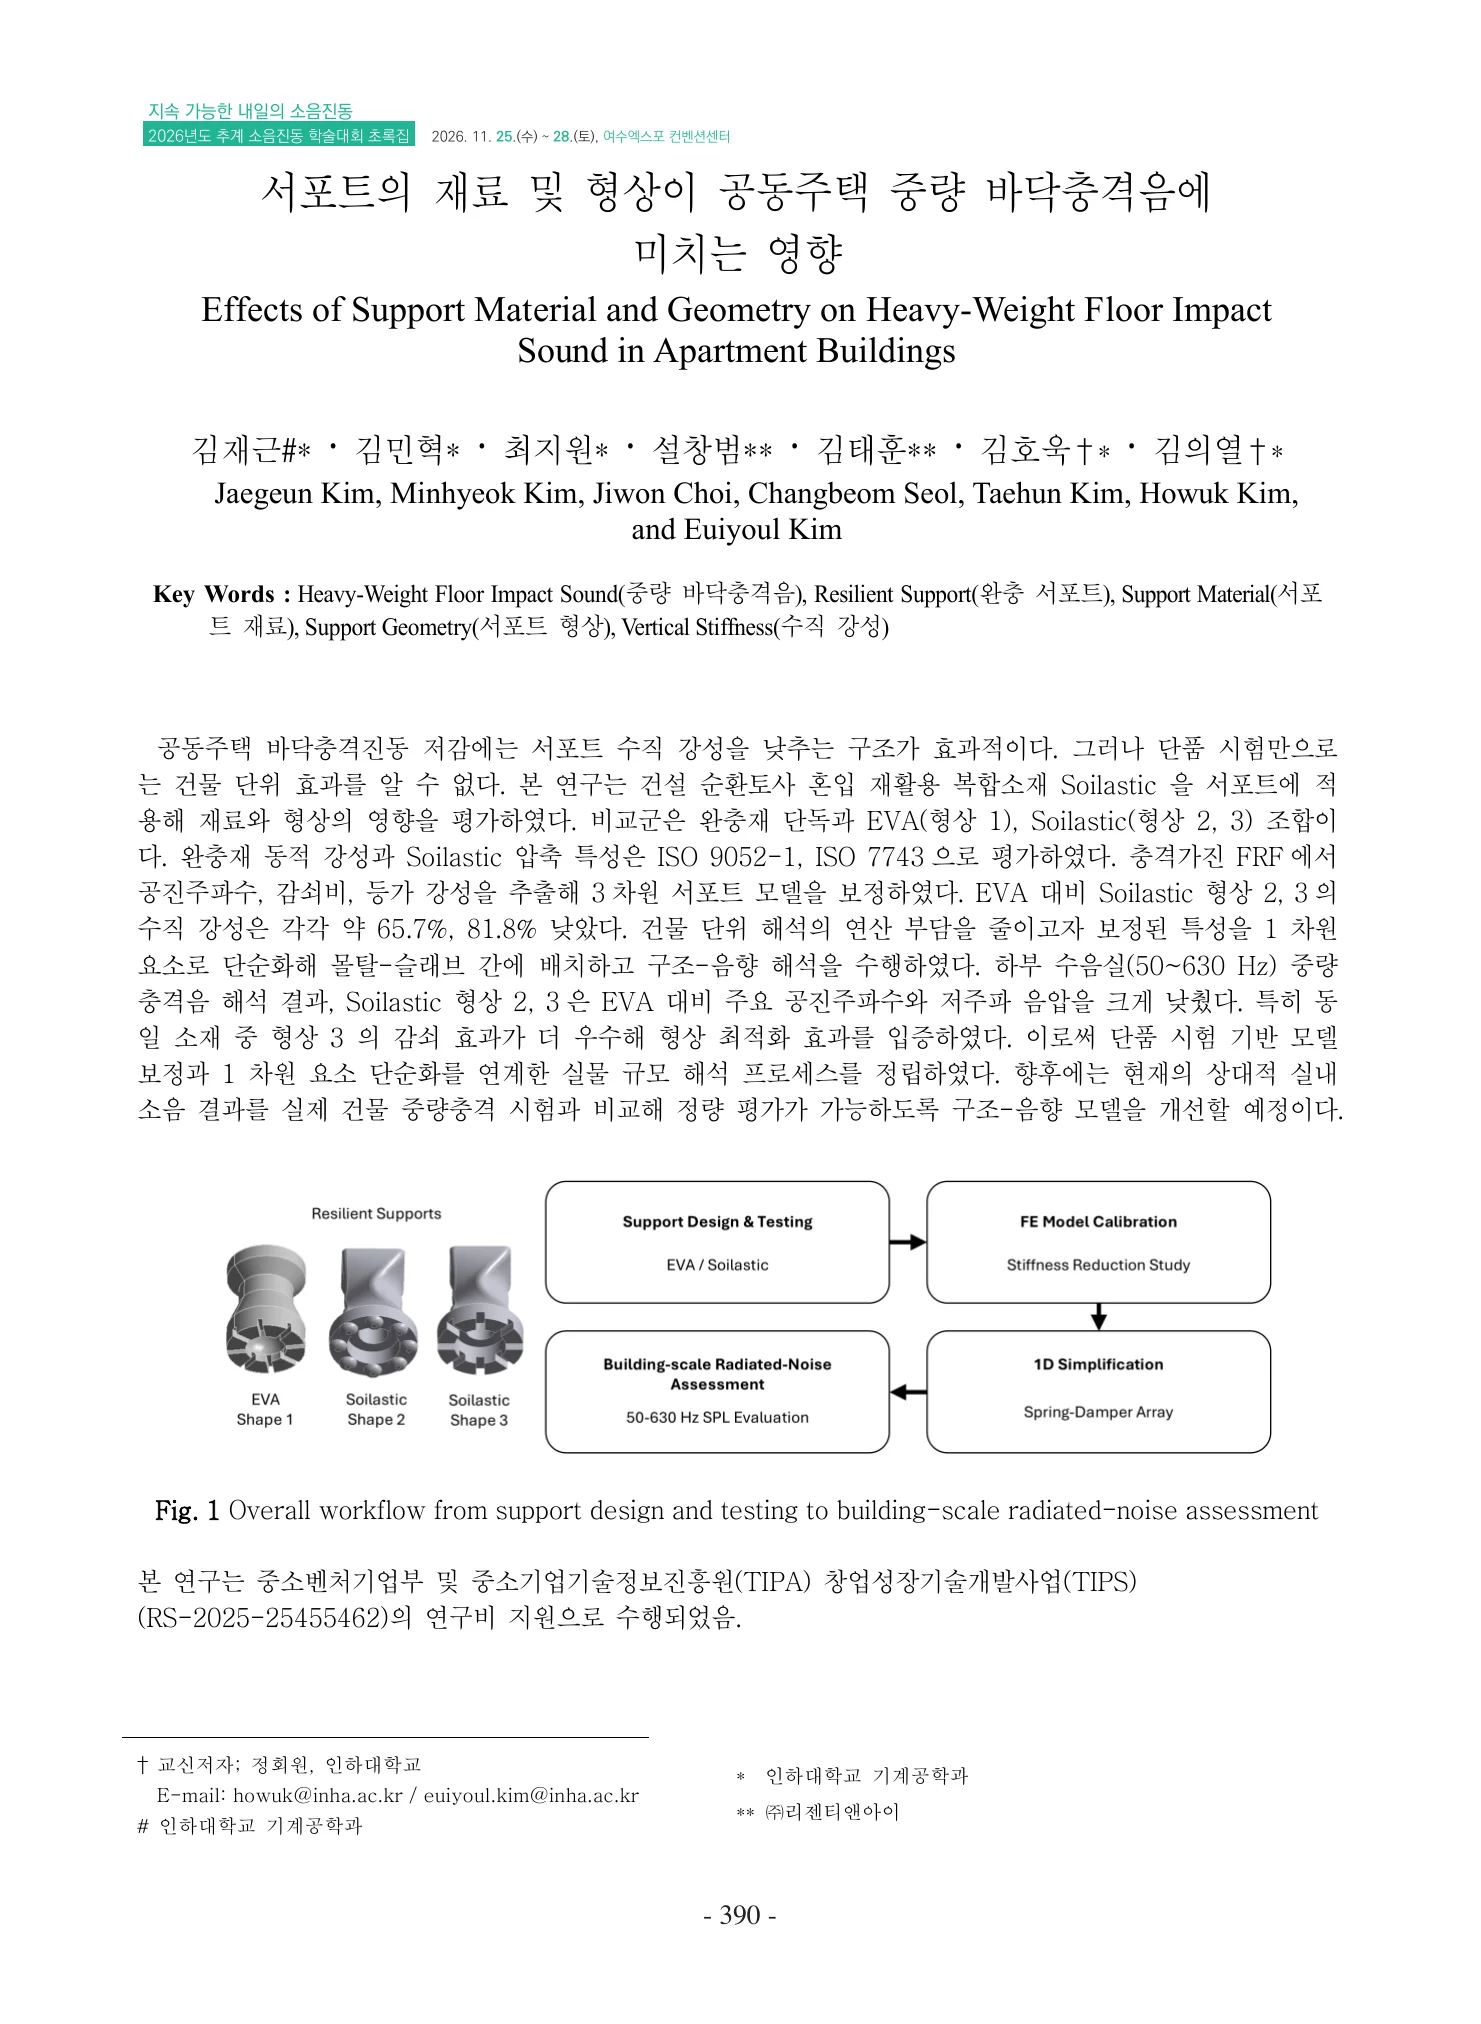 지속 가능한 내일의 소음진동
2026년도 추계 소음진동 학술대회 초록집 2026. 11. 25.(수) ~ 28.(토), 여수엑스포 컨벤션센터
서포트의 재료 및 형상이 공동주택 중량 바닥충격음에
미치는 영향
Effects of Support Material and Geometry on Heavy-Weight Floor Impact
Sound in Apartment Buildings
김재근#* · 김민혁* · 최지원* · 설창범** · 김태훈** · 김호욱†* · 김의열†*
Jaegeun Kim, Minhyeok Kim, Jiwon Choi, Changbeom Seol, Taehun Kim, Howuk Kim,
and Euiyoul Kim
Key Words : Heavy-Weight Floor Impact Sound(중량 바닥충격음), Resilient Support(완충 서포트), Support Material(서포
트 재료), Support Geometry(서포트 형상), Vertical Stiffness(수직 강성)
공동주택 바닥충격진동 저감에는 서포트 수직 강성을 낮추는 구조가 효과적이다. 그러나 단품 시험만으로
는 건물 단위 효과를 알 수 없다. 본 연구는 건설 순환토사 혼입 재활용 복합소재 Soilastic 을 서포트에 적
용해 재료와 형상의 영향을 평가하였다. 비교군은 완충재 단독과 EVA(형상 1), Soilastic(형상 2, 3) 조합이
다. 완충재 동적 강성과 Soilastic 압축 특성은 ISO 9052-1, ISO 7743 으로 평가하였다. 충격가진 FRF 에서
공진주파수, 감쇠비, 등가 강성을 추출해 3 차원 서포트 모델을 보정하였다. EVA 대비 Soilastic 형상 2, 3 의
수직 강성은 각각 약 65.7%, 81.8% 낮았다. 건물 단위 해석의 연산 부담을 줄이고자 보정된 특성을 1 차원
요소로 단순화해 몰탈-슬래브 간에 배치하고 구조-음향 해석을 수행하였다. 하부 수음실(50~630 Hz) 중량
충격음 해석 결과, Soilastic 형상 2, 3 은 EVA 대비 주요 공진주파수와 저주파 음압을 크게 낮췄다. 특히 동
일 소재 중 형상 3 의 감쇠 효과가 더 우수해 형상 최적화 효과를 입증하였다. 이로써 단품 시험 기반 모델
보정과 1 차원 요소 단순화를 연계한 실물 규모 해석 프로세스를 정립하였다. 향후에는 현재의 상대적 실내
소음 결과를 실제 건물 중량충격 시험과 비교해 정량 평가가 가능하도록 구조-음향 모델을 개선할 예정이다.
Resilient Supports
EVA
Shape 1
Soilastic
Shape 2
Soilastic
Shape 3
Support Design & Testing
EVA / Soilastic
FE Model Calibration
Stiffness Reduction Study
1D Simplification
Spring-Damper Array
Building-scale Radiated-Noise
Assessment
50-630 Hz SPL Evaluation
Fig. 1 Overall workflow from support design and testing to building-scale radiated-noise assessment
본 연구는 중소벤처기업부 및 중소기업기술정보진흥원(TIPA) 창업성장기술개발사업(TIPS)
(RS-2025-25455462)의 연구비 지원으로 수행되었음.
† 교신저자; 정회원, 인하대학교
E-mail: howuk@inha.ac.kr / euiyoul.kim@inha.ac.kr
# 인하대학교 기계공학과
* 인하대학교 기계공학과
** ㈜리젠티앤아이
- 390 -